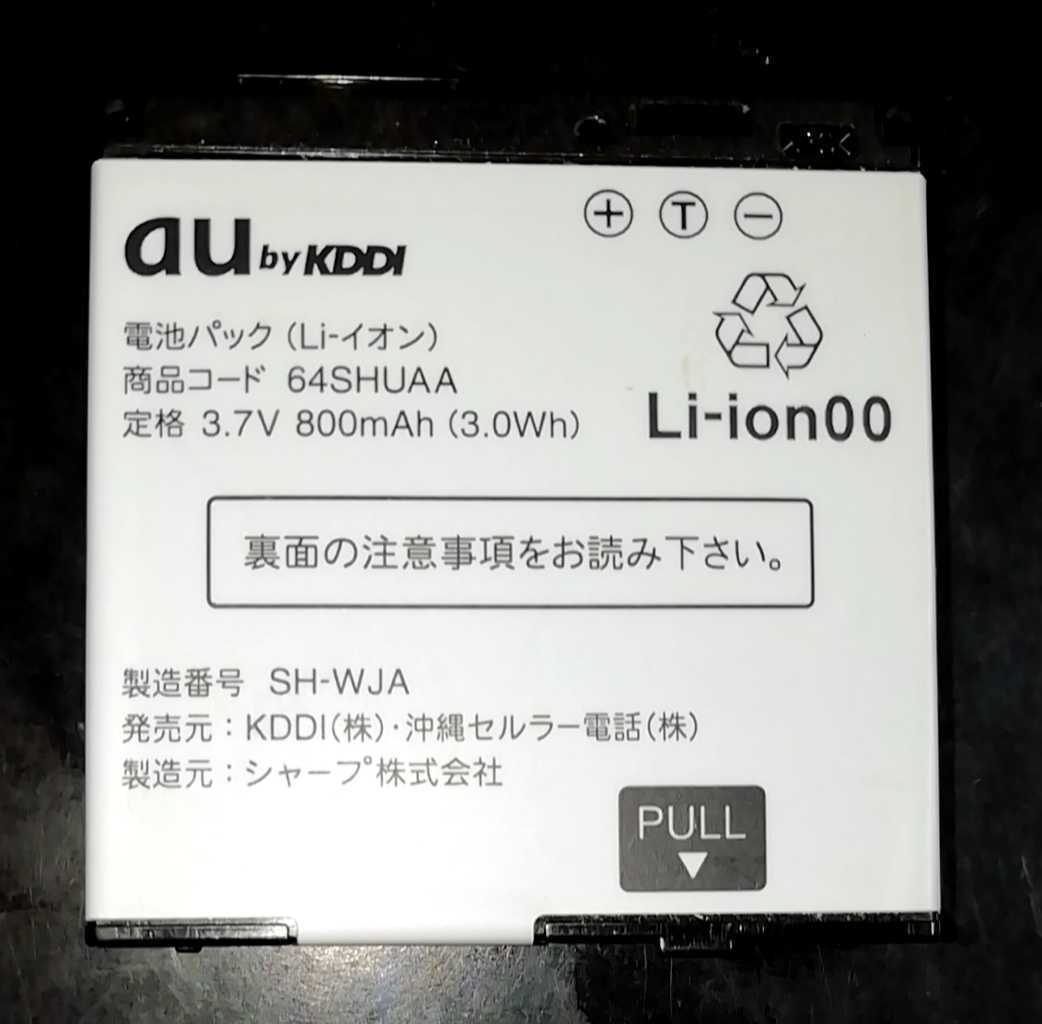 au by KDDI
+ T −
電池パック (Li-イオン)
商品コード 64SHUAA
定格 3.7V 800mAh (3.0Wh)
Li-ion00
裏面の注意事項をお読み下さい。
製造番号 SH-WJA
発売元：KDDI(株)・沖縄セルラー電話(株)
製造元：シャープ株式会社
PULL